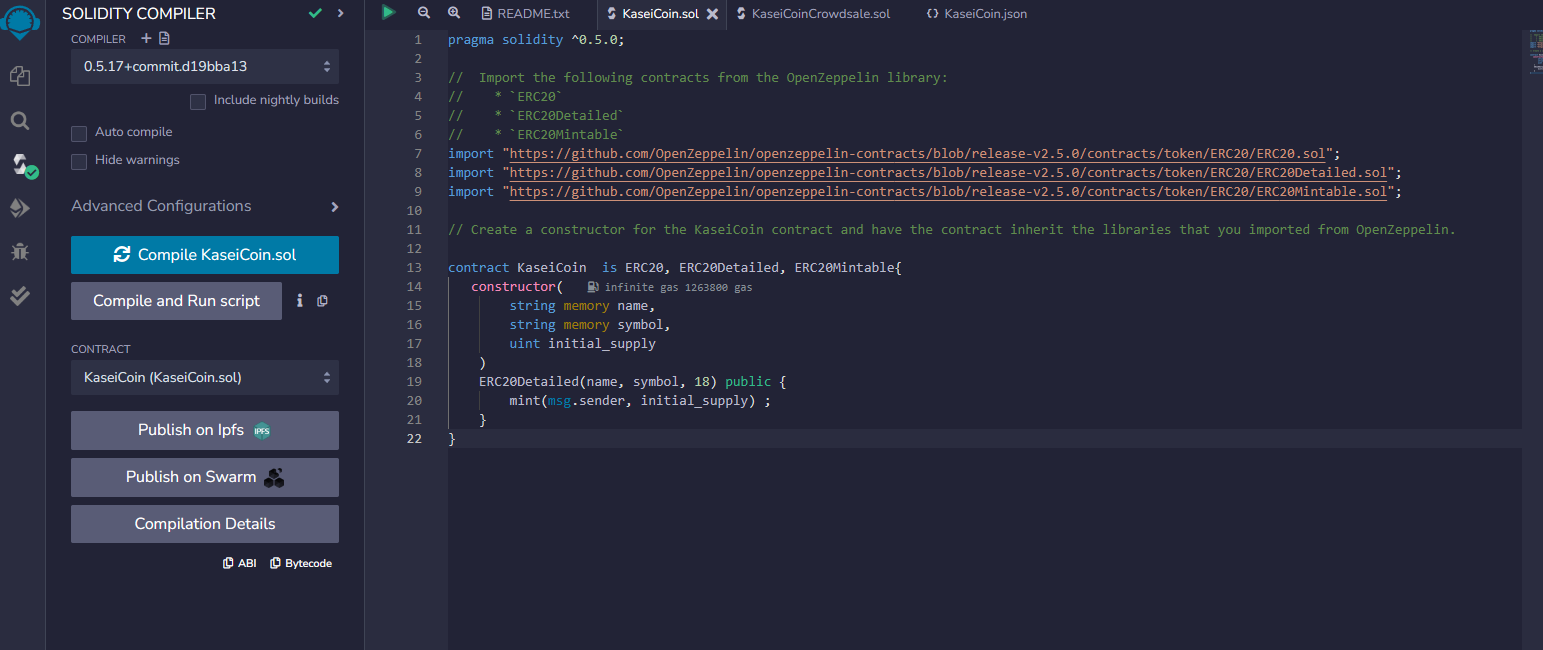 SOLIDITY COMPILER
COMPILER
0.5.17+commit.d19bba13
Include nightly builds
Auto compile
Hide warnings
Advanced Configurations
Compile KaseiCoin.sol
Compile and Run script
CONTRACT
KaseiCoin (KaseiCoin.sol)
Publish on Ipfs IPFS
Publish on Swarm
Compilation Details
ABI Bytecode
README.txt KaseiCoin.sol KaseiCoinCrowdsale.sol {} KaseiCoin.json
1 pragma solidity ^0.5.0;
2
3 //  Import the following contracts from the OpenZeppelin library:
4 //    * `ERC20`
5 //    * `ERC20Detailed`
6 //    * `ERC20Mintable`
7 import "https://github.com/OpenZeppelin/openzeppelin-contracts/blob/release-v2.5.0/contracts/token/ERC20/ERC20.sol";
8 import "https://github.com/OpenZeppelin/openzeppelin-contracts/blob/release-v2.5.0/contracts/token/ERC20/ERC20Detailed.sol";
9 import "https://github.com/OpenZeppelin/openzeppelin-contracts/blob/release-v2.5.0/contracts/token/ERC20/ERC20Mintable.sol";
10
11 // Create a constructor for the KaseiCoin contract and have the contract inherit the libraries that you imported from OpenZeppelin.
12
13 contract KaseiCoin  is ERC20, ERC20Detailed, ERC20Mintable{
14    constructor(   infinite gas 1263800 gas
15         string memory name,
16         string memory symbol,
17         uint initial_supply
18     )
19     ERC20Detailed(name, symbol, 18) public {
20         mint(msg.sender, initial_supply) ;
21     }
22 }